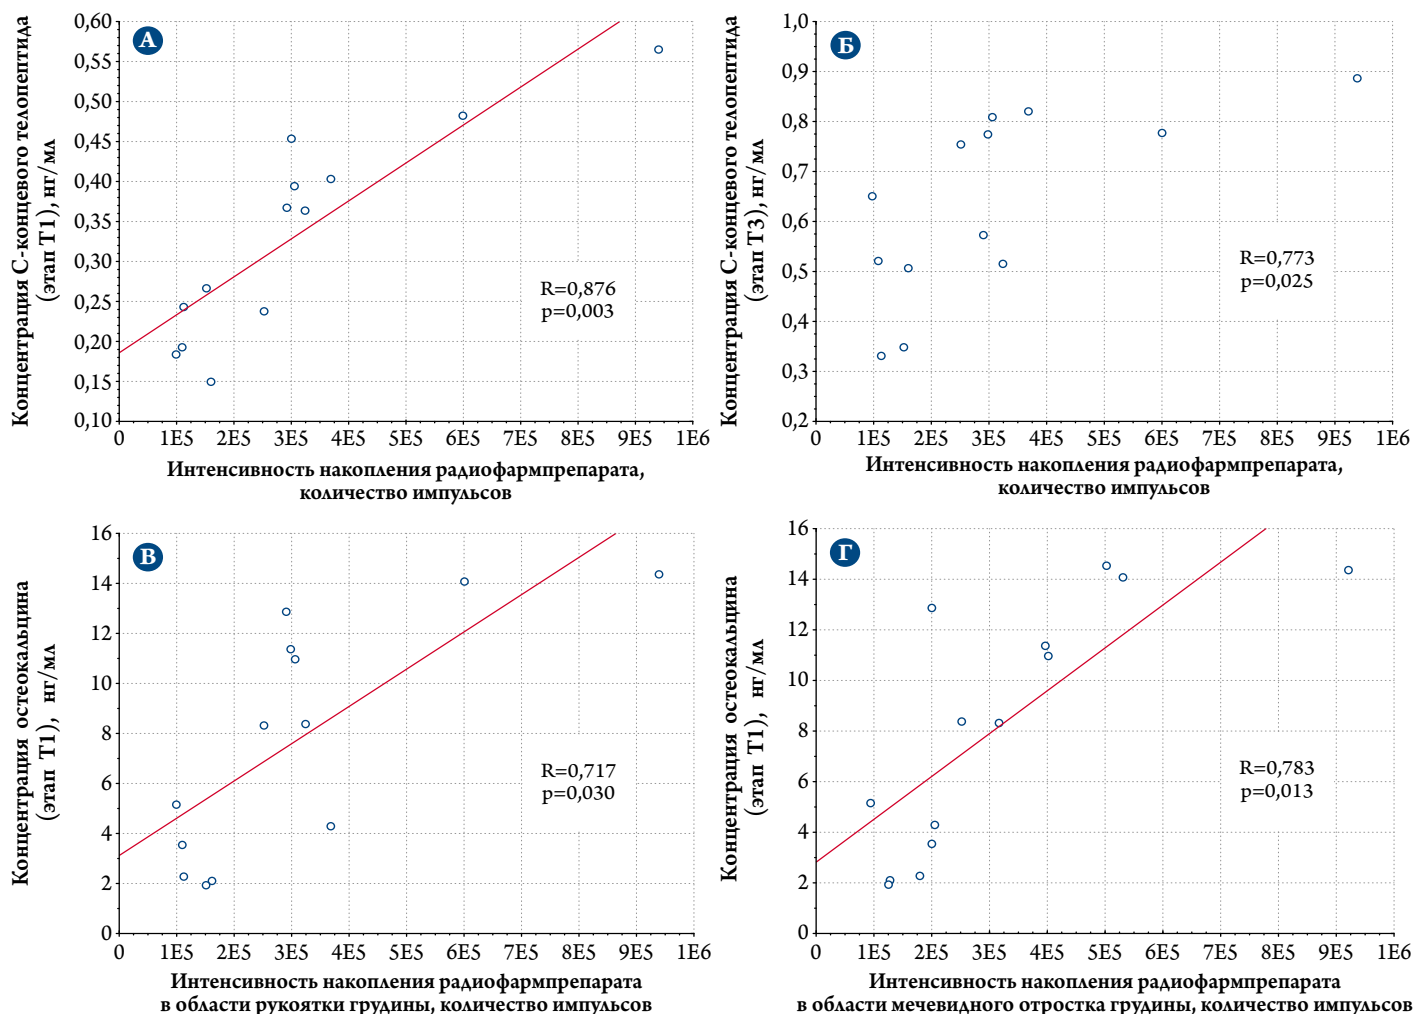 А
Концентрация С-концевого телопептида
(этап Т1), нг/мл
0,60
0,55
0,50
0,45
0,40
0,35
0,30
0,25
0,20
0,15
0,10
R=0,876
p=0,003
0 1E5 2E5 3E5 4E5 5E5 6E5 7E5 8E5 9E5 1E6
Интенсивность накопления радиофармпрепарата,
количество импульсов
Б
Концентрация С-концевого телопептида
(этап Т3), нг/мл
1,0
0,9
0,8
0,7
0,6
0,5
0,4
0,3
0,2
R=0,773
p=0,025
0 1E5 2E5 3E5 4E5 5E5 6E5 7E5 8E5 9E5 1E6
Интенсивность накопления радиофармпрепарата,
количество импульсов
В
Концентрация остеокальцина
(этап Т1), нг/мл
16
14
12
10
8
6
4
2
0
R=0,717
p=0,030
0 1E5 2E5 3E5 4E5 5E5 6E5 7E5 8E5 9E5 1E6
Интенсивность накопления радиофармпрепарата
в области рукоятки грудины, количество импульсов
Г
Концентрация остеокальцина
(этап Т1), нг/мл
16
14
12
10
8
6
4
2
0
R=0,783
p=0,013
0 1E5 2E5 3E5 4E5 5E5 6E5 7E5 8E5 9E5 1E6
Интенсивность накопления радиофармпрепарата
в области мечевидного отростка грудины, количество импульсов